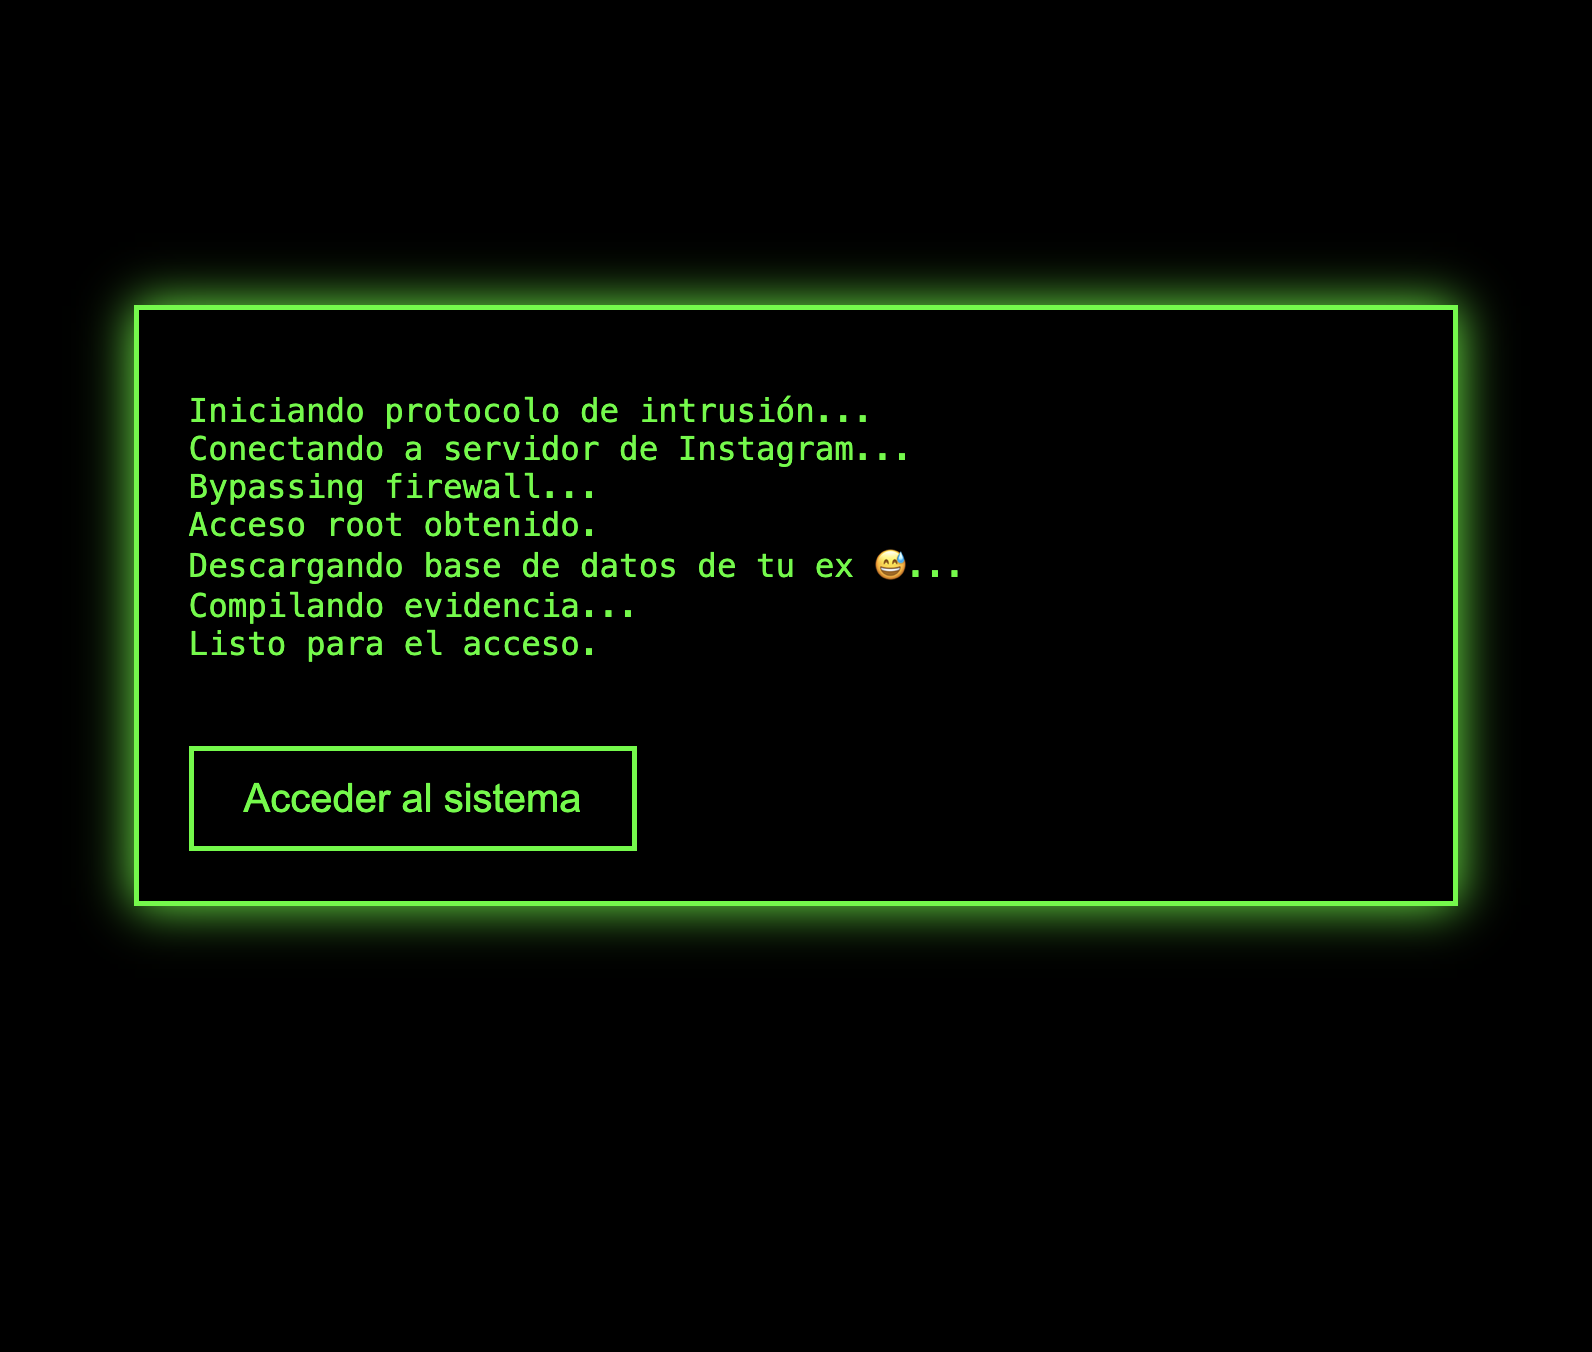 Iniciando protocolo de intrusión...
Conectando a servidor de Instagram...
Bypassing firewall...
Acceso root obtenido.
Descargando base de datos de tu ex 😅...
Compilando evidencia...
Listo para el acceso.
Acceder al sistema